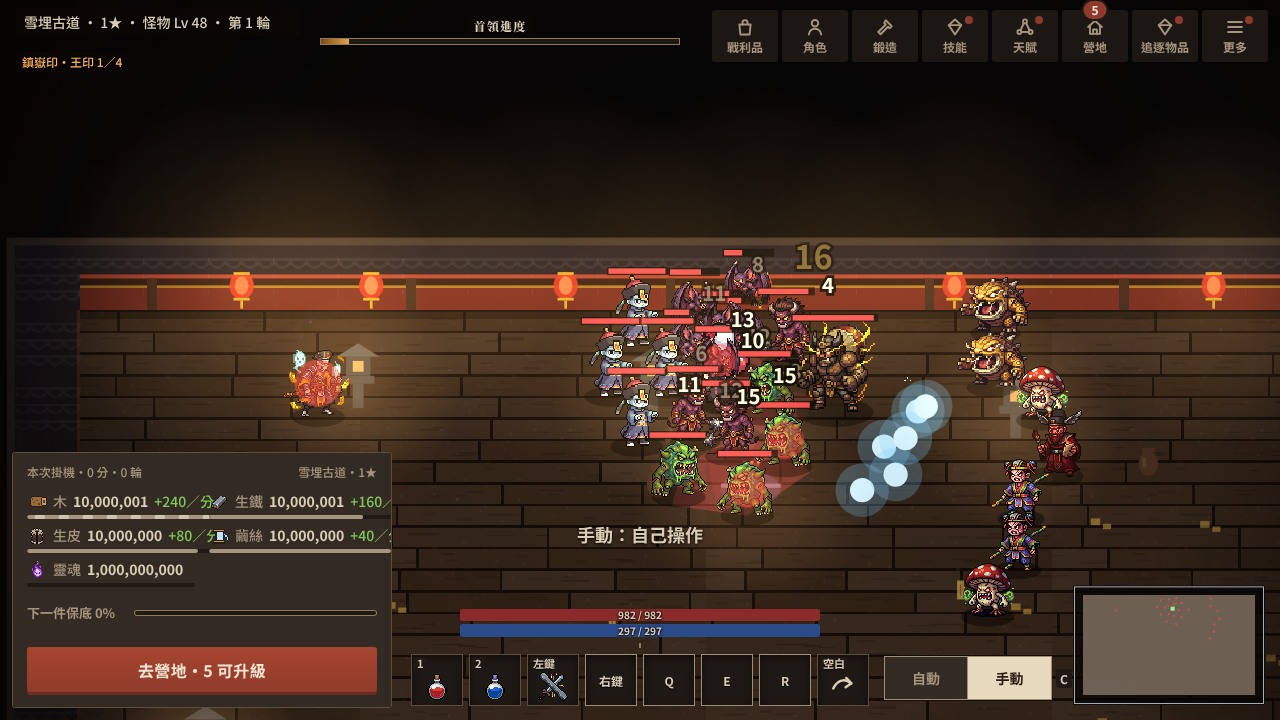 雪埋古道 • 1★ • 怪物 Lv 48 • 第 1 輪
鎮嶽印・王印 1／4
首領進度
戰利品
角色
鍛造
技能
天賦
5
營地
追逐物品
更多
16
8
4
11
13
10
6
15
11
12
15
手動：自己操作
本次掛機・0 分・0 輪
雪埋古道・1★
木 10,000,001 +240／分
生鐵 10,000,001 +160／
生皮 10,000,000 +80／分
繭絲 10,000,000 +40／
靈魂 1,000,000,000
下一件保底 0%
去營地・5 可升級
982 / 982
297 / 297
1
2
左鍵
右鍵
Q
E
R
空白
自動
手動
C